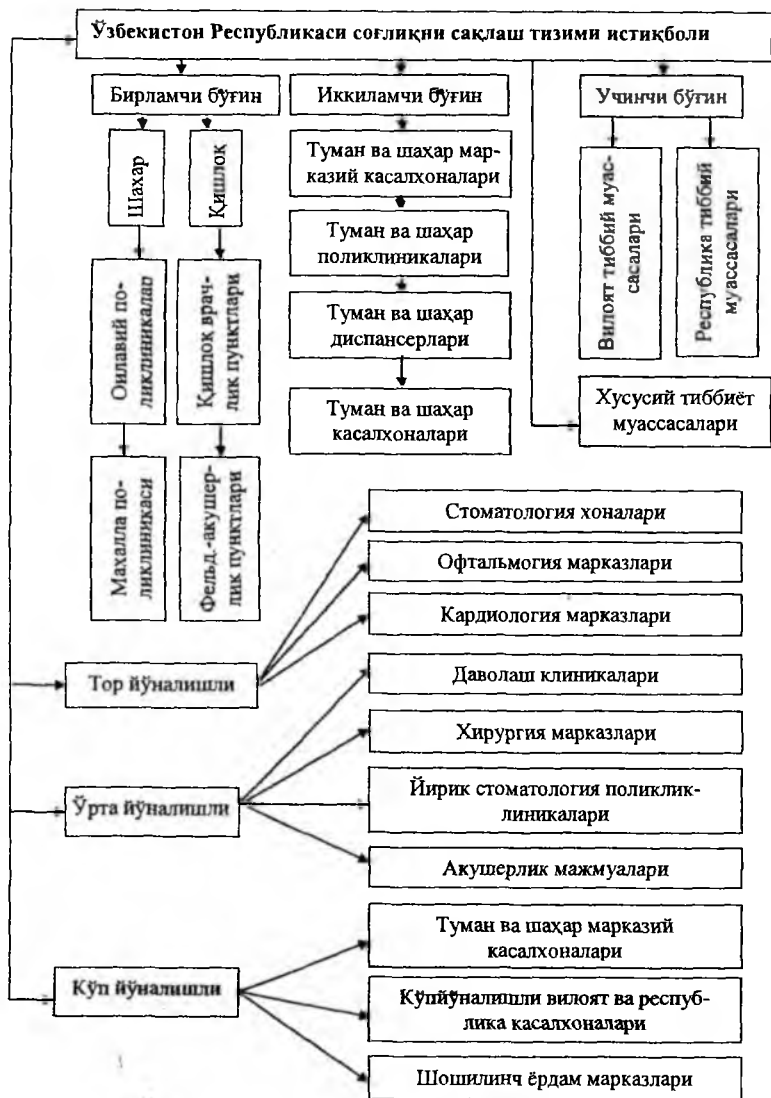 Ўзбекистон Республикаси соғлиқни сақлаш тизими истиқболи
Бирламчи бўғин
Иккиламчи бўғин
Учинчи бўғин
Шахар
Қишлоқ
Туман ва шаҳар мар-
казий касалхоналари
Туман ва шаҳар
поликлиникалари
Туман ва шаҳар
диспансерлари
Туман ва шаҳар
касалхоналари
Вилоят тиббий муас-
сасалари
Республика тиббий
муассасалари
Оилавий по-
ликлиникалар
Қишлоқ врач-
лик пунктлари
Хусусий тиббиёт
муассасалари
Махалла по-
ликлиникаси
Фельд.-акушер-
лик пунктлари
Стоматология хоналари
Офтальмогия марказлари
Кардиология марказлари
Тор йўналишли
Даволаш клиникалари
Хирургия марказлари
Ўрта йўналишли
Йирик стоматология поликлик-
линикалари
Акушерлик мажмуалари
Туман ва шаҳар марказий
касалхоналари
Кўп йўналишли
Кўпйўналишли вилоят ва респуб-
лика касалхоналари
Шошилинч ёрдам марказлари